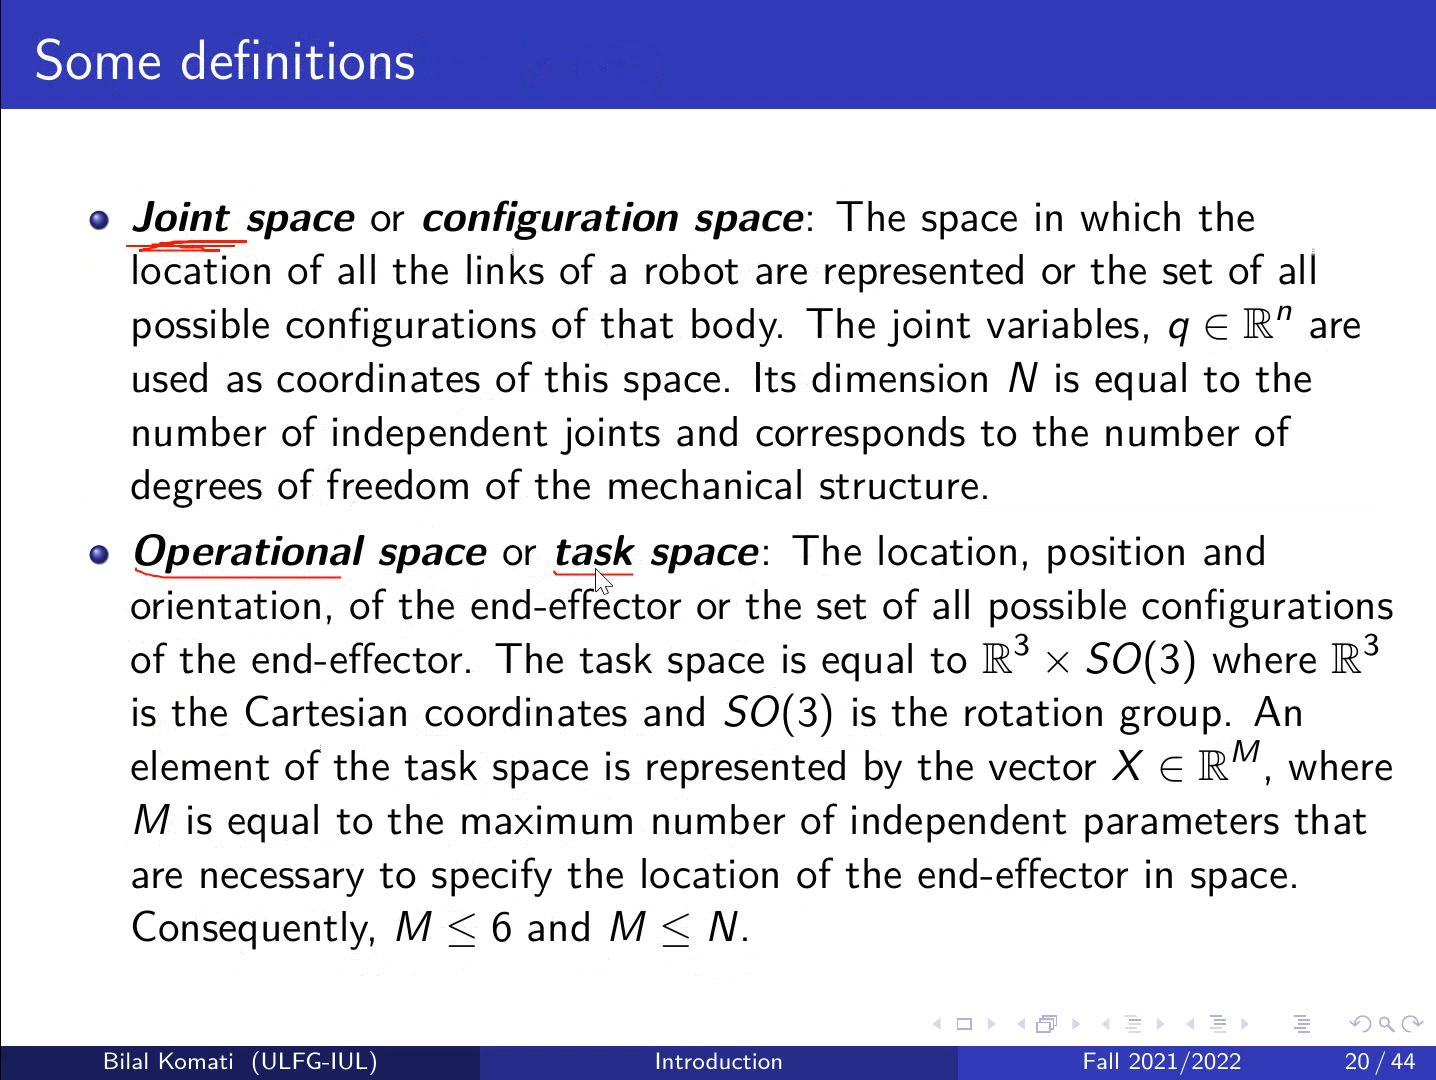 Some definitions
Joint space or configuration space: The space in which the
location of all the links of a robot are represented or the set of all
possible configurations of that body. The joint variables, q ∈ ℝⁿ are
used as coordinates of this space. Its dimension N is equal to the
number of independent joints and corresponds to the number of
degrees of freedom of the mechanical structure.
Operational space or task space: The location, position and
orientation, of the end-effector or the set of all possible configurations
of the end-effector. The task space is equal to ℝ³ × SO(3) where ℝ³
is the Cartesian coordinates and SO(3) is the rotation group. An
element of the task space is represented by the vector X ∈ ℝᴹ, where
M is equal to the maximum number of independent parameters that
are necessary to specify the location of the end-effector in space.
Consequently, M ≤ 6 and M ≤ N.
Bilal Komati (ULFG-IUL) Introduction Fall 2021/2022 20 / 44